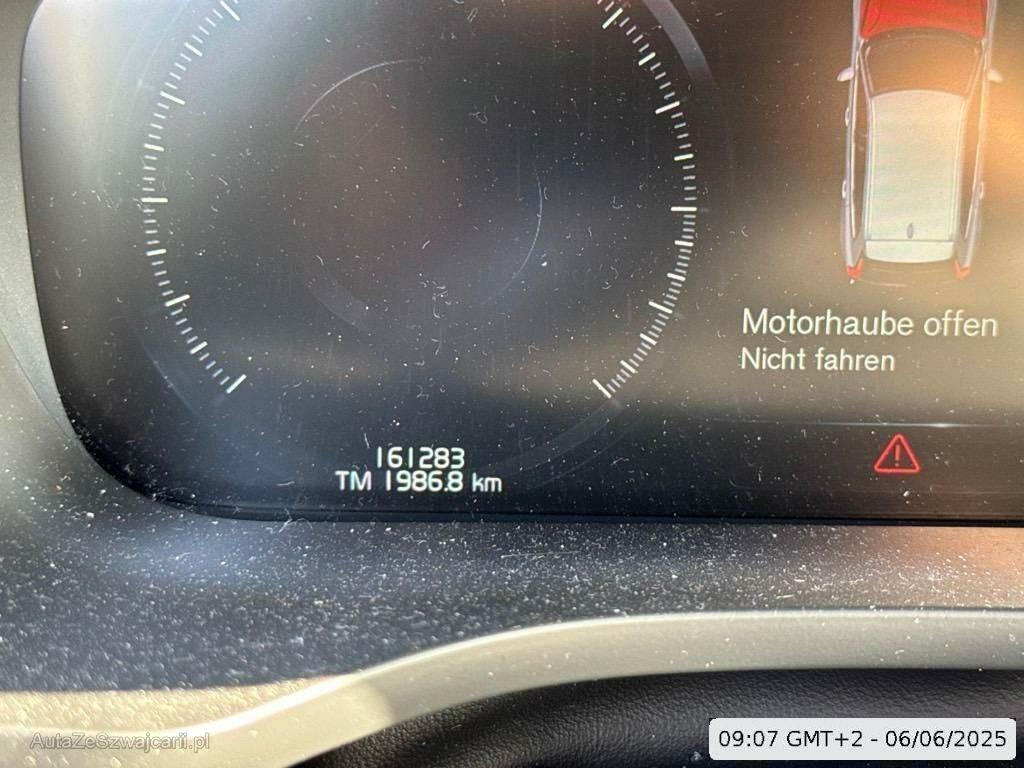 Motorhaube offen
Nicht fahren
161283
TM 1986.8 km
AutaZeSzwajcarii.pl
09:07 GMT+2 - 06/06/2025